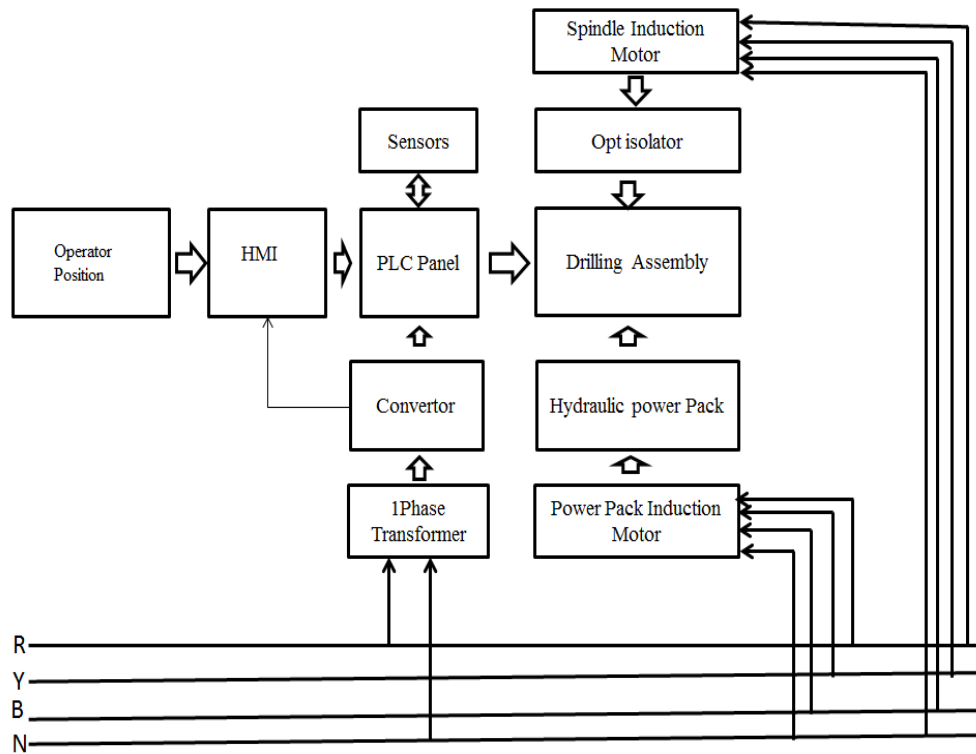 Spindle Induction
Motor
Sensors
Opt isolator
Operator
Position
HMI
PLC Panel
Drilling Assembly
Convertor
Hydraulic power Pack
1Phase
Transformer
Power Pack Induction
Motor
R
Y
B
N